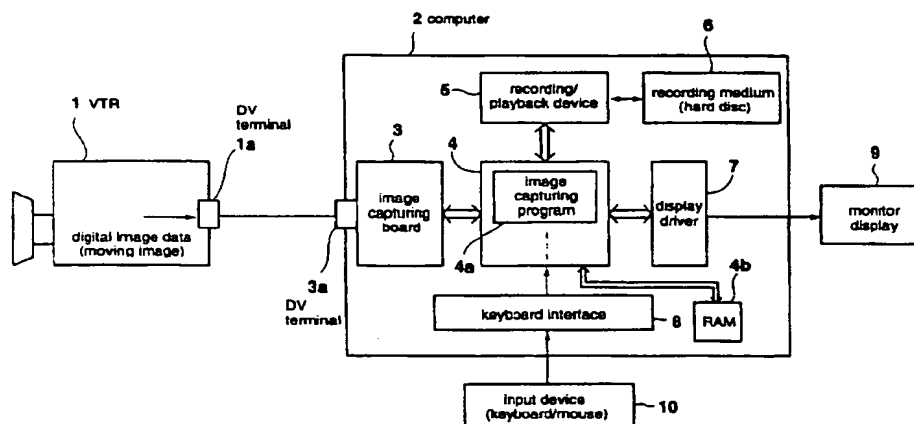 2 computer
6
5
recording/
playback device
recording medium
(hard disc)
1 VTR
DV
terminal
1a
3
4
7
9
image
capturing
board
image
capturing
program
4a
display
driver
monitor
display
digital image data
(moving image)
3a
DV
terminal
4b
RAM
keyboard interface
8
input device
(keyboard/mouse)
10